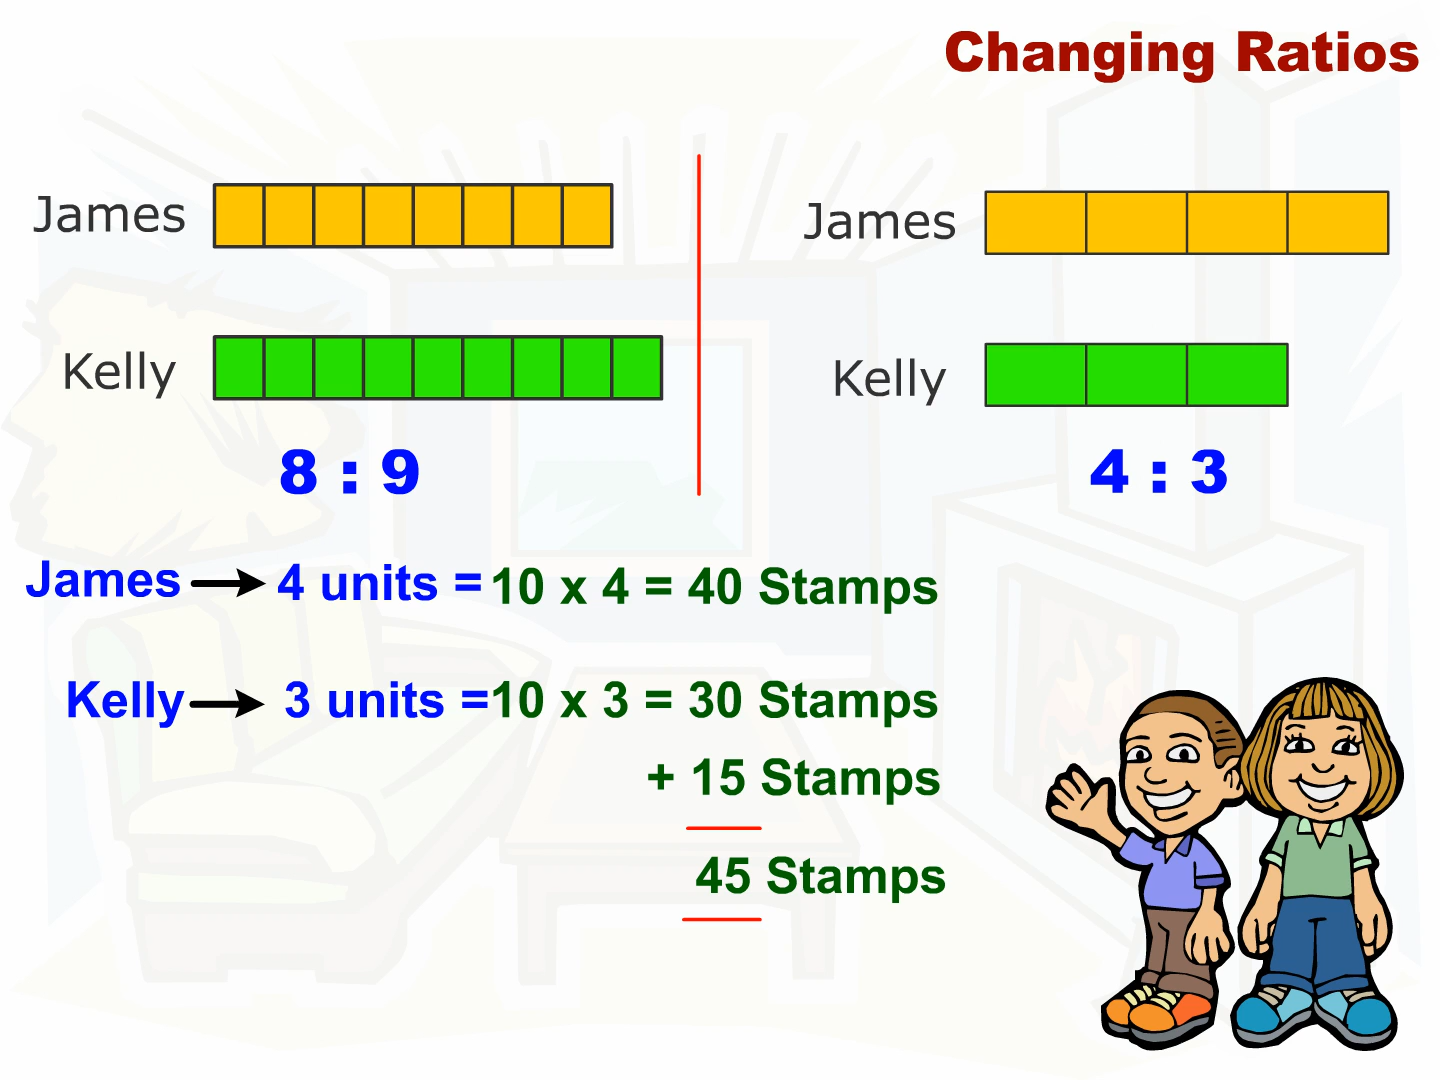 Changing Ratios
James
James
Kelly
Kelly
8 : 9
4 : 3
James → 4 units = 10 x 4 = 40 Stamps
Kelly → 3 units = 10 x 3 = 30 Stamps
+ 15 Stamps
45 Stamps